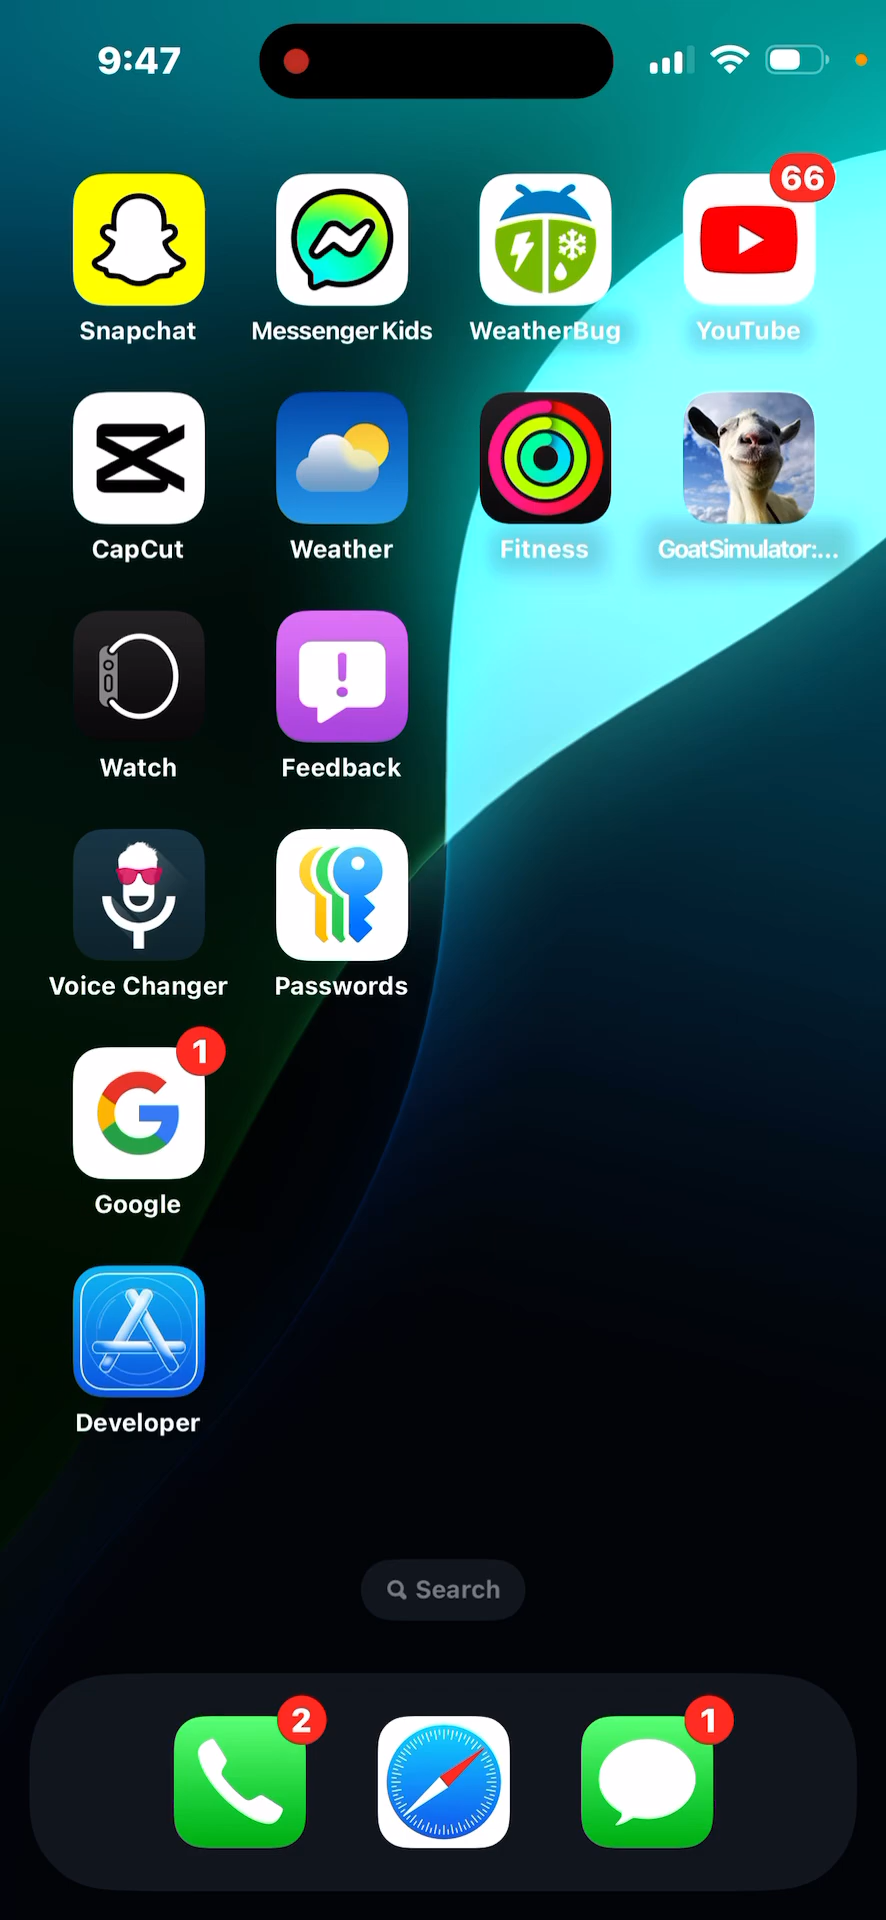 9:47
66
Snapchat
Messenger Kids
WeatherBug
YouTube
CapCut
Weather
Fitness
GoatSimulator:...
Watch
Feedback
Voice Changer
Passwords
1
Google
Developer
Search
2
1